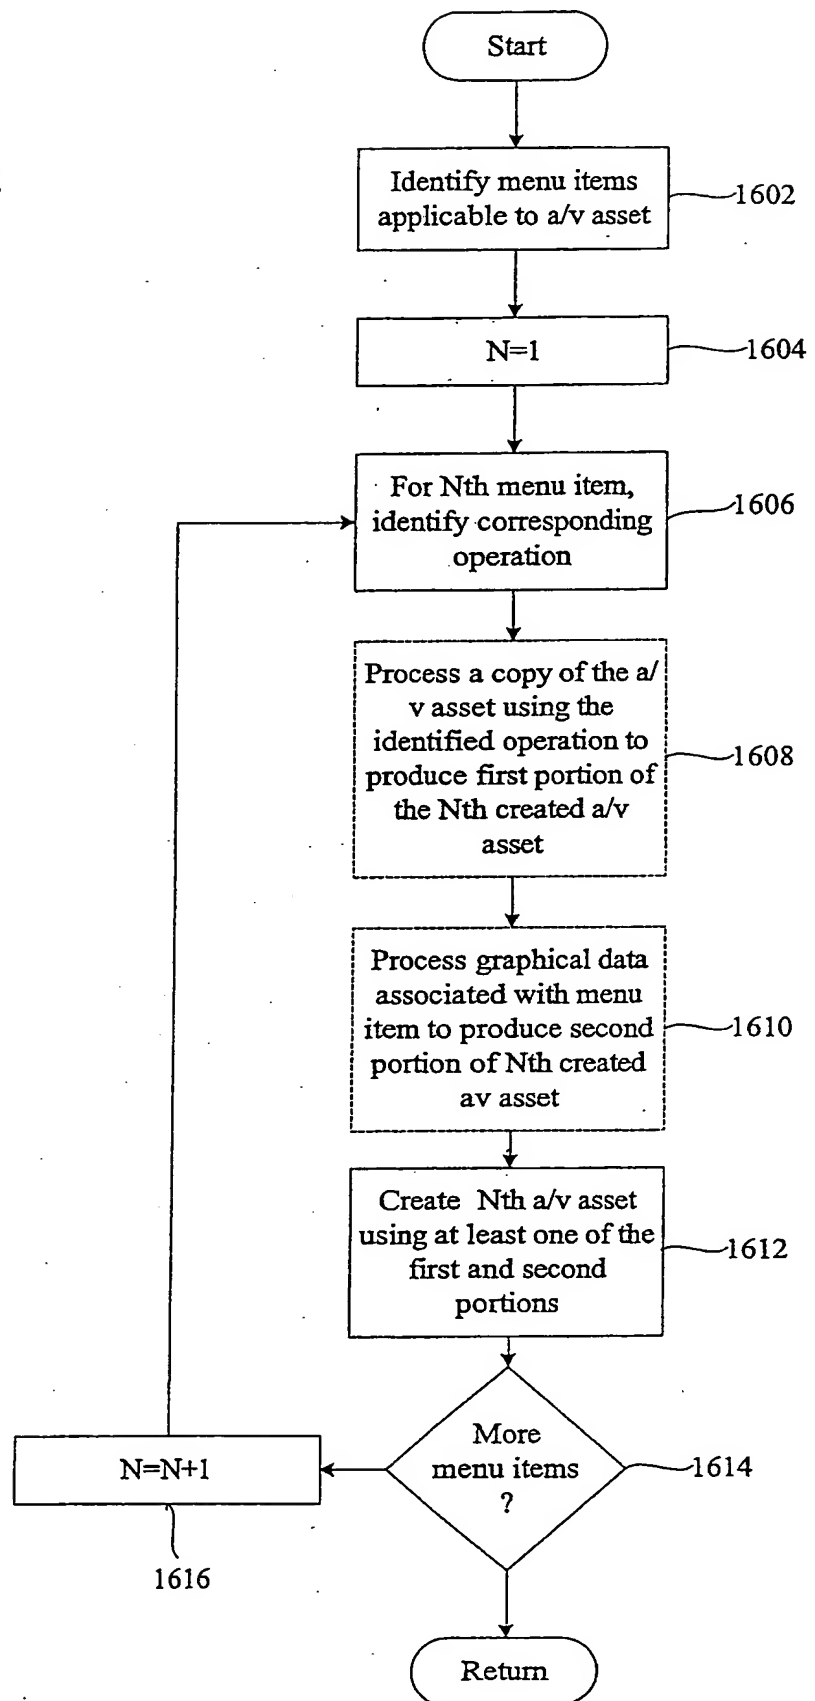 Start
Identify menu items
applicable to a/v asset
1602
N=1
1604
For Nth menu item,
identify corresponding
operation
1606
Process a copy of the a/
v asset using the
identified operation to
produce first portion of
the Nth created a/v
asset
1608
Process graphical data
associated with menu
item to produce second
portion of Nth created
av asset
1610
Create Nth a/v asset
using at least one of the
first and second
portions
1612
More
menu items
?
1614
N=N+1
1616
Return